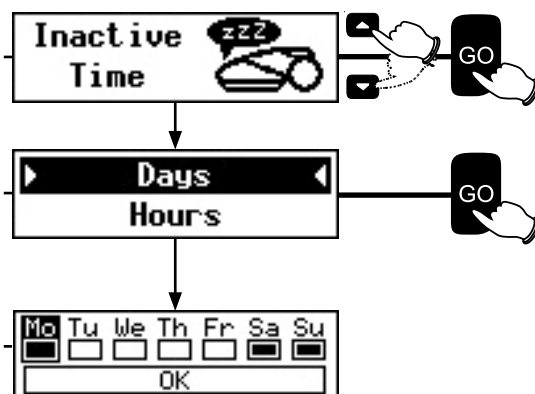 Inactive
Time
zzZ
GO
Days
Hours
GO
Mo Tu We Th Fr Sa Su
OK